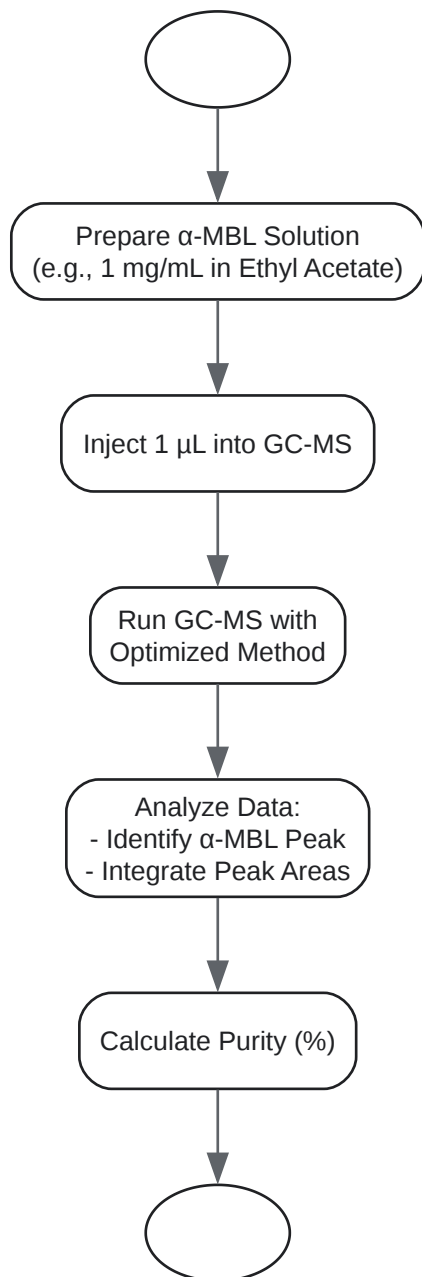 Prepare α-MBL Solution
(e.g., 1 mg/mL in Ethyl Acetate)
Inject 1 µL into GC-MS
Run GC-MS with
Optimized Method
Analyze Data:
- Identify α-MBL Peak
- Integrate Peak Areas
Calculate Purity (%)